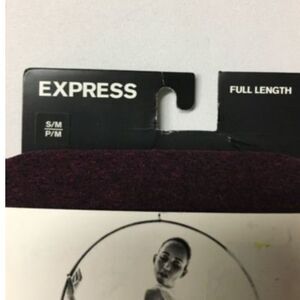 EXPRESS
FULL LENGTH
S/M
P/M